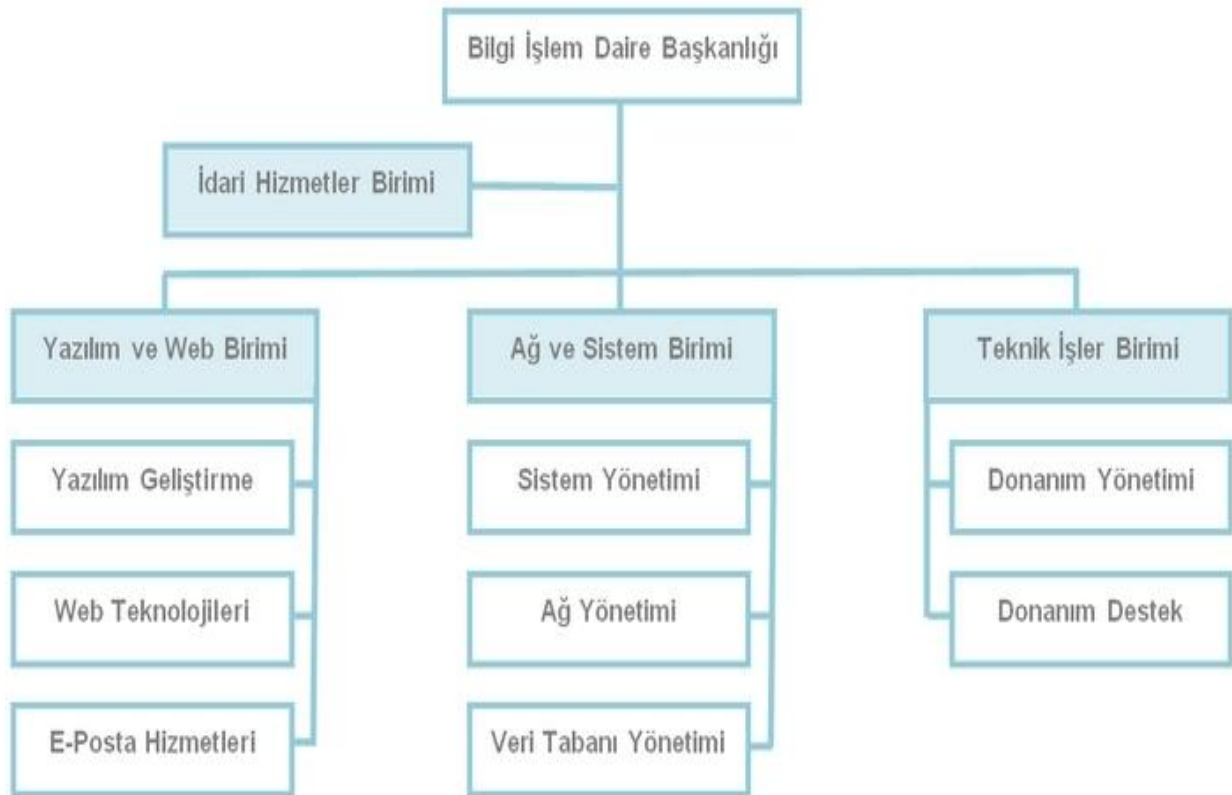 Bilgi İşlem Daire Başkanlığı
İdari Hizmetler Birimi
Yazılım ve Web Birimi
Yazılım Geliştirme
Web Teknolojileri
E-Posta Hizmetleri
Ağ ve Sistem Birimi
Sistem Yönetimi
Ağ Yönetimi
Veri Tabanı Yönetimi
Teknik İşler Birimi
Donanım Yönetimi
Donanım Destek